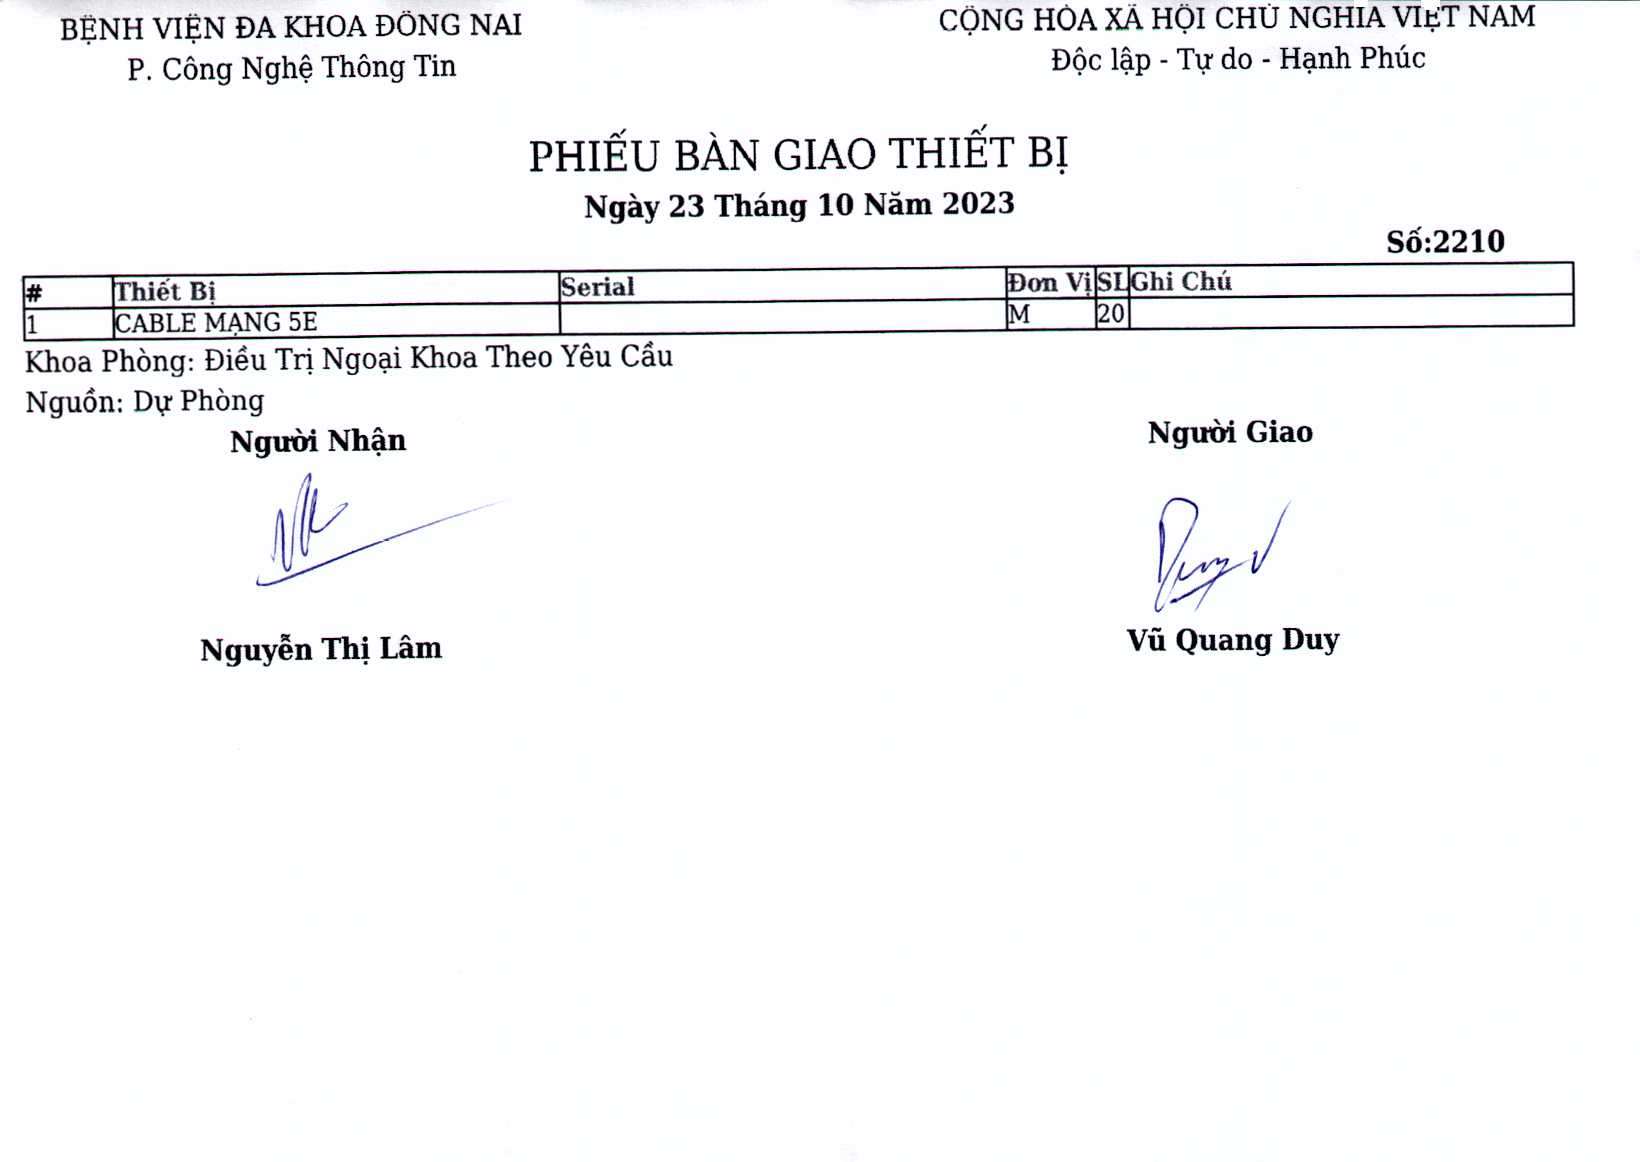 BỆNH VIỆN ĐA KHOA ĐỒNG NAI
P. Công Nghệ Thông Tin
CỘNG HÒA XÃ HỘI CHỦ NGHĨA VIỆT NAM
Độc lập - Tự do - Hạnh Phúc
PHIẾU BÀN GIAO THIẾT BỊ
Ngày 23 Tháng 10 Năm 2023
Số:2210
# Thiết Bị Serial Đơn Vị SL Ghi Chú
1 CABLE MẠNG 5E M 20
Khoa Phòng: Điều Trị Ngoại Khoa Theo Yêu Cầu
Nguồn: Dự Phòng
Người Nhận Người Giao
Nguyễn Thị Lâm Vũ Quang Duy